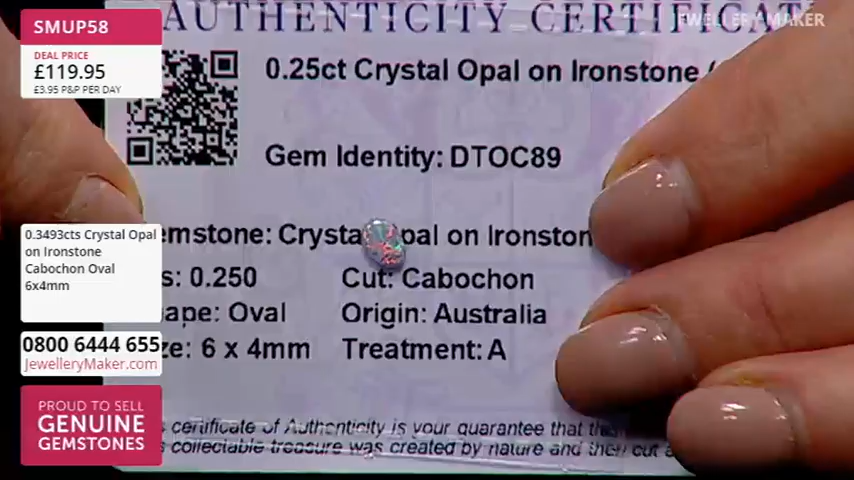 SMUP58
DEAL PRICE
£119.95
£3.95 P&P PER DAY
AUTHENTICITY CERTIFICAT
JEWELLERYMAKER
0.25ct Crystal Opal on Ironstone (
Gem Identity: DTOC89
emstone: Crysta opal on Ironston
s: 0.250 Cut: Cabochon
ape: Oval Origin: Australia
ze: 6 x 4mm Treatment: A
certificate of Authenticity is your guarantee that
collectable treasure was created by nature and then cut
0.3493cts Crystal Opal
on Ironstone
Cabochon Oval
6x4mm
0800 6444 655
JewelleryMaker.com
PROUD TO SELL
GENUINE
GEMSTONES